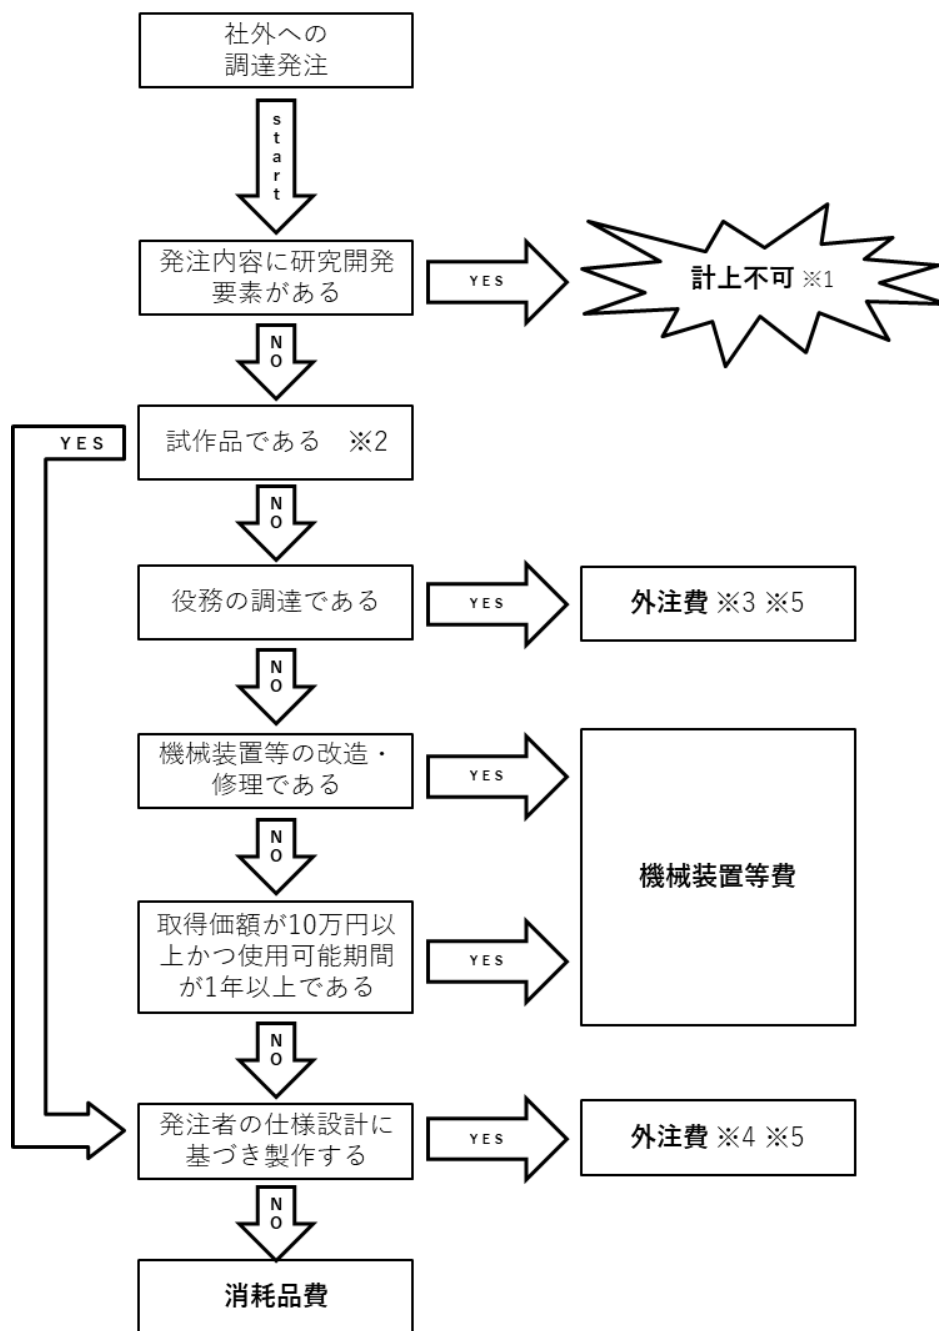 社外への
調達発注
start
発注内容に研究開発
要素がある
YES
計上不可 ※1
NO
試作品である　※2
YES
NO
役務の調達である
YES
外注費 ※3 ※5
NO
機械装置等の改造・
修理である
YES
機械装置等費
NO
取得価額が10万円以
上かつ使用可能期間
が1年以上である
YES
NO
発注者の仕様設計に
基づき製作する
YES
外注費 ※4 ※5
NO
消耗品費